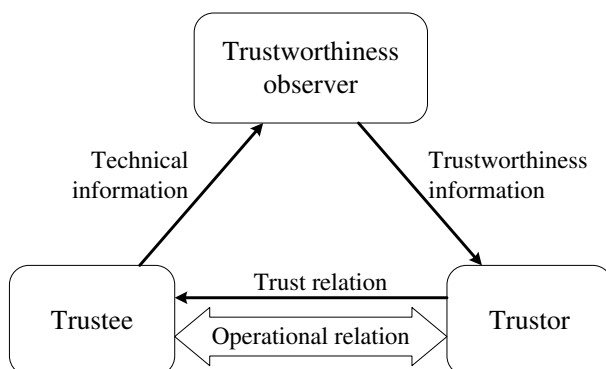 Trustworthiness
observer
Technical
information
Trustworthiness
information
Trust relation
Trustee
Operational relation
Trustor